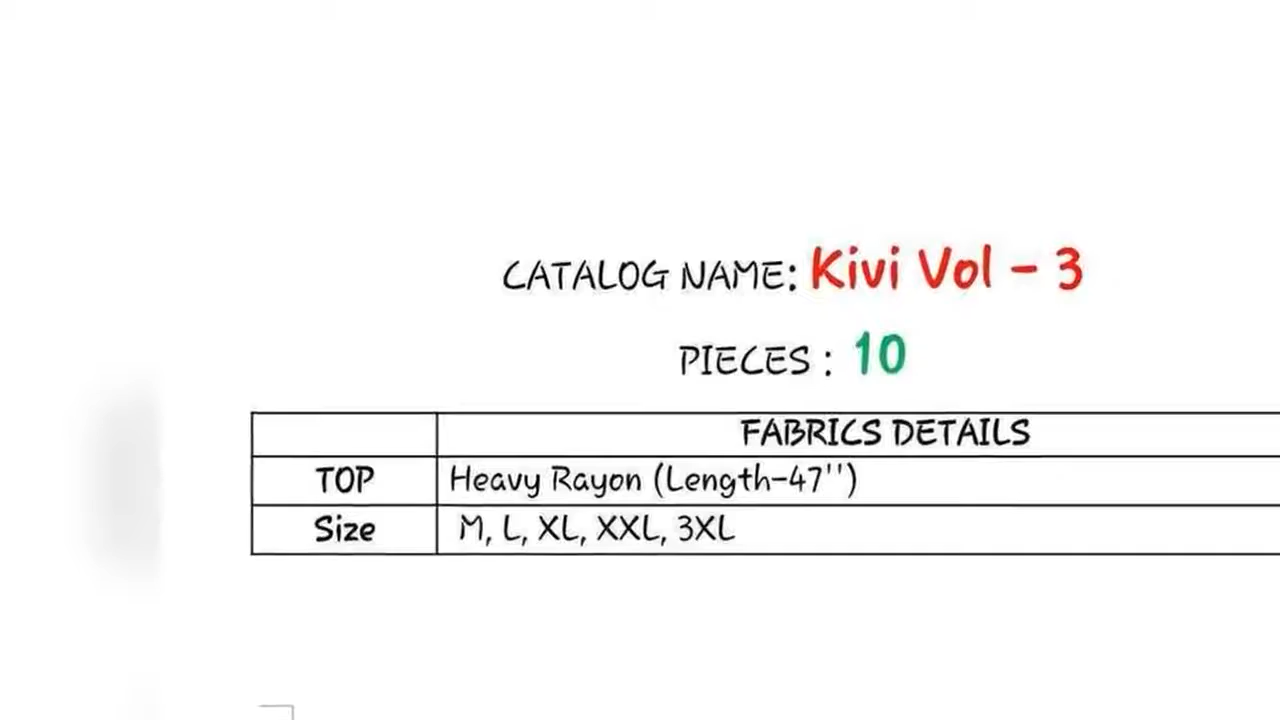 CATALOG NAME: Kivi Vol - 3
PIECES : 10
FABRICS DETAILS
TOP Heavy Rayon (Length-47'')
Size M, L, XL, XXL, 3XL